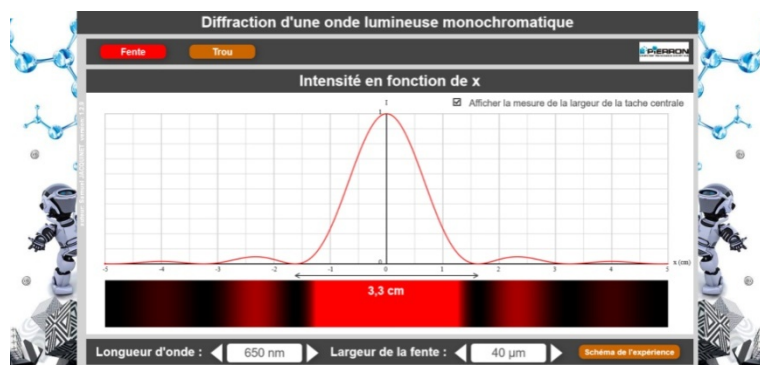 Diffraction d'une onde lumineuse monochromatique
Fente Trou PIERRON
Intensité en fonction de x
I
Afficher la mesure de la largeur de la tache centrale
1
0
-5 -4 -3 -2 -1 0 1 2 3 4 5 x (cm)
3,3 cm
Longueur d'onde : 650 nm Largeur de la fente : 40 µm Schéma de l'expérience